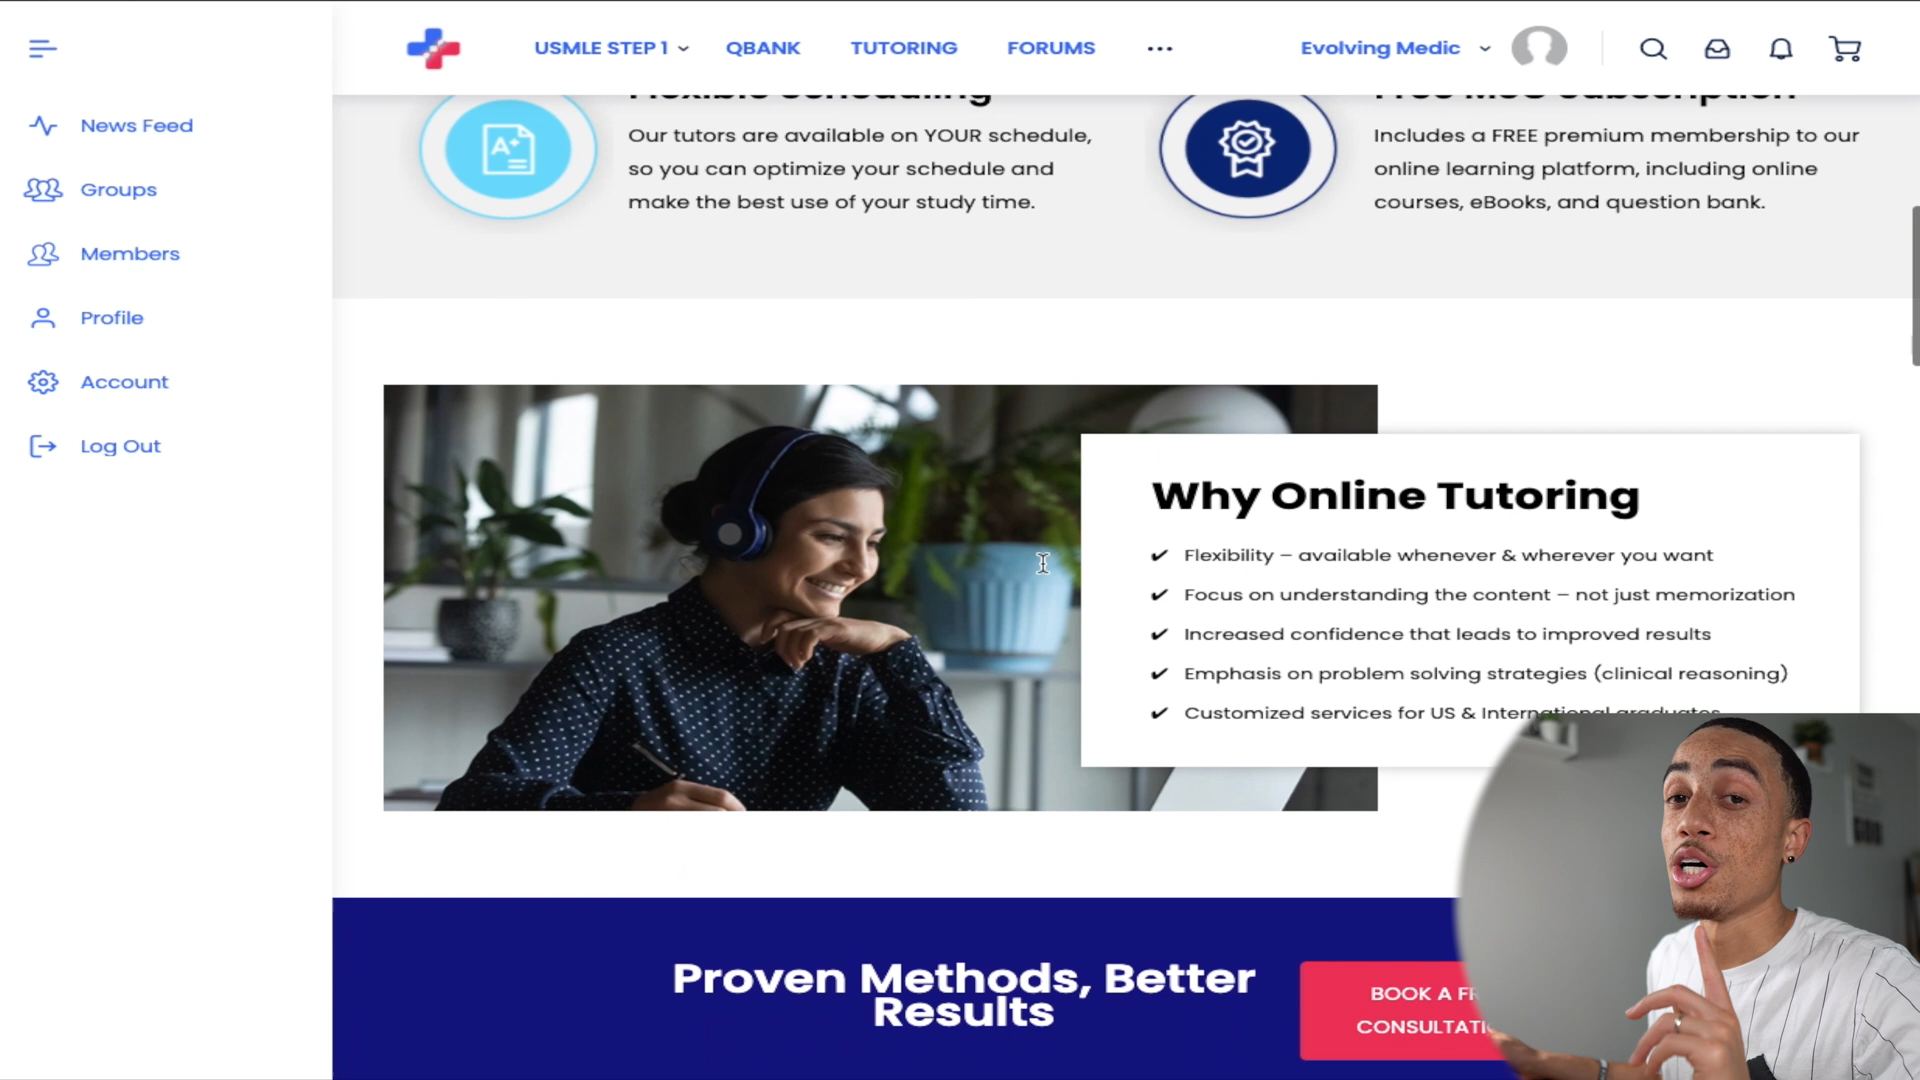 USMLE STEP 1
QBANK
TUTORING
FORUMS
Evolving Medic
News Feed
Groups
Members
Profile
Account
Log Out
Flexible Scheduling
Our tutors are available on YOUR schedule,
so you can optimize your schedule and
make the best use of your study time.
Includes a FREE premium membership to our
online learning platform, including online
courses, eBooks, and question bank.
A+
Why Online Tutoring
✔ Flexibility – available whenever & wherever you want
✔ Focus on understanding the content – not just memorization
✔ Increased confidence that leads to improved results
✔ Emphasis on problem solving strategies (clinical reasoning)
✔ Customized services for US & International graduates
Proven Methods, Better
Results
BOOK A